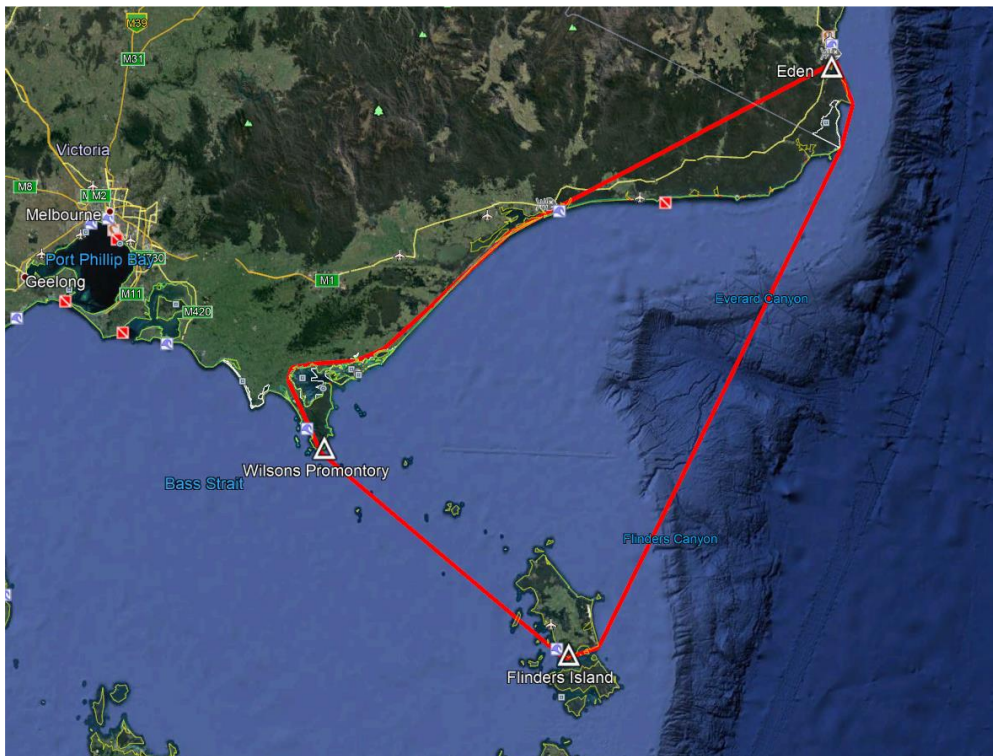 M39
M31
Eden
Victoria
M8
M2
Melbourne
Port Phillip Bay
Geelong
M1
M11
M420
Everard Canyon
Wilsons Promontory
Bass Strait
Flinders Canyon
Flinders Island